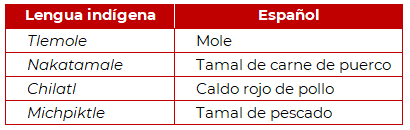 Lengua indígena Español
Tlemole Mole
Nakatamale Tamal de carne de puerco
Chilatl Caldo rojo de pollo
Michpiktle Tamal de pescado